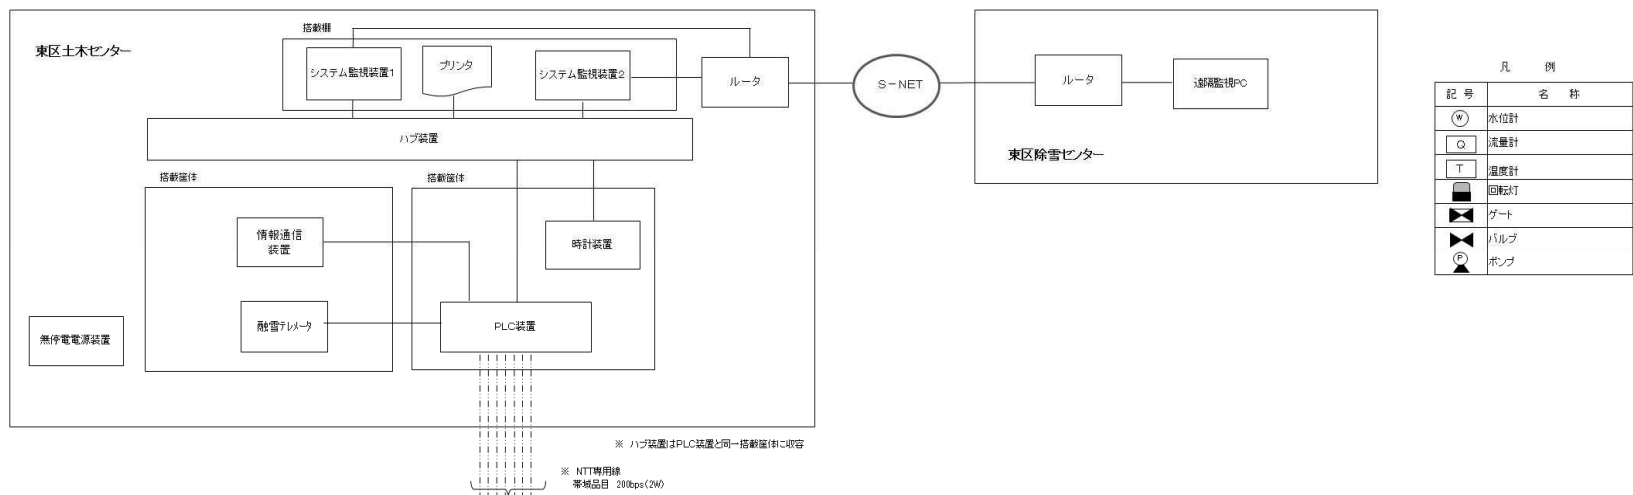 東区土木センター
搭載棚
システム監視装置1
プリンタ
システム監視装置2
ルータ
S-NET
ルータ
遠隔監視PC
東区除雪センター
ハブ装置
搭載筐体
搭載筐体
情報通信
装置
時計装置
融雪テレメータ
PLC装置
無停電電源装置
※ ハブ装置はPLC装置と同一搭載筐体に収容
※ NTT専用線
帯域品目 200bps(2W)
凡 例
記 号 名 称
W 水位計
Q 流量計
T 温度計
回転灯
ゲート
バルブ
P ポンプ